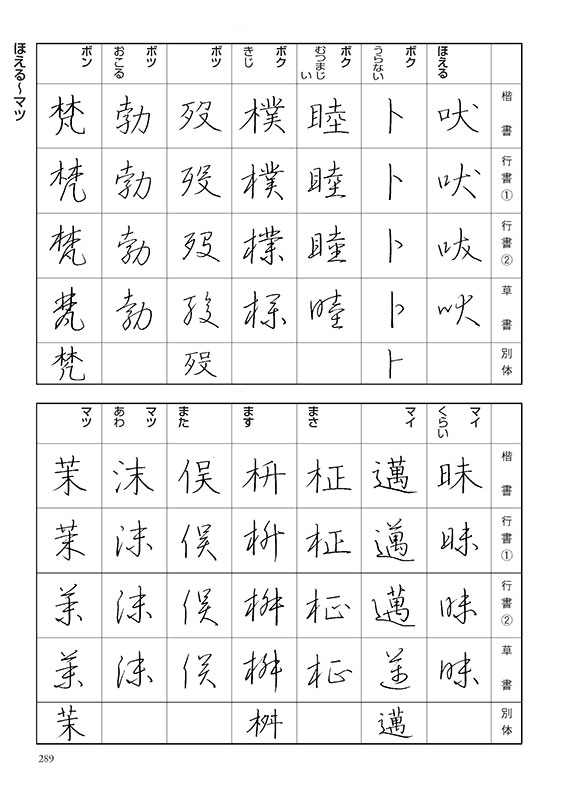 ほえる～マツ
楷書 行書① 行書② 草書 別体
ほえる 吠 吠 吠 吠
ボク うらない 卜 卜 卜 卜 卜
ボク むつまじい 睦 睦 睦 睦
ボク きじ 樸 樸 樸 樸
ボツ 歿 歿 歿 歿 歿
ボツ おこる 勃 勃 勃 勃
ボン 梵 梵 梵 梵 梵
楷書 行書① 行書② 草書 別体
マイ くらい 昧 昧 昧 昧
マイ 邁 邁 邁 邁 邁
まさ 柾 柾 柾 柾
ます 枡 枡 桝 桝 桝
また 俣 俣 俣 俣
マツ あわ 沫 沫 沫 沫
マツ 茉 茉 茉 茉 茉
289